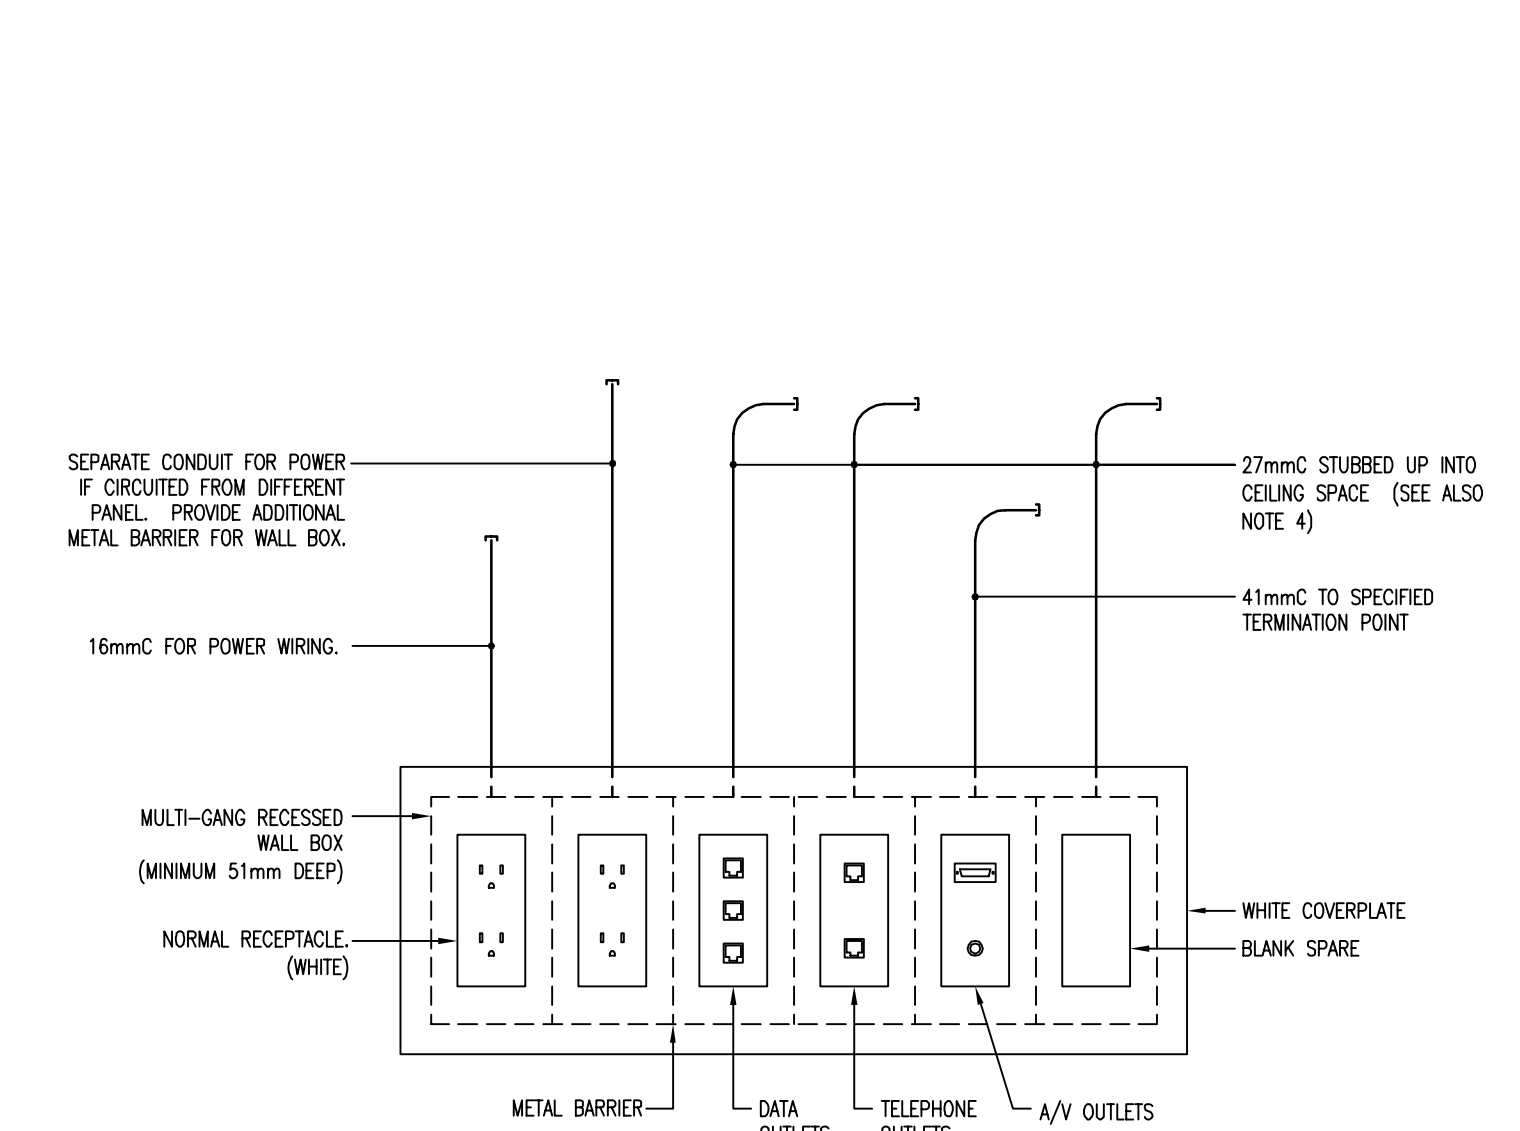 SEPARATE CONDUIT FOR POWER
IF CIRCUITED FROM DIFFERENT
PANEL. PROVIDE ADDITIONAL
METAL BARRIER FOR WALL BOX.
16mmC FOR POWER WIRING.
27mmC STUBBED UP INTO
CEILING SPACE (SEE ALSO
NOTE 4)
41mmC TO SPECIFIED
TERMINATION POINT
MULTI-GANG RECESSED
WALL BOX
(MINIMUM 51mm DEEP)
NORMAL RECEPTACLE.
(WHITE)
WHITE COVERPLATE
BLANK SPARE
METAL BARRIER
DATA
OUTLETS
TELEPHONE
OUTLETS
A/V OUTLETS